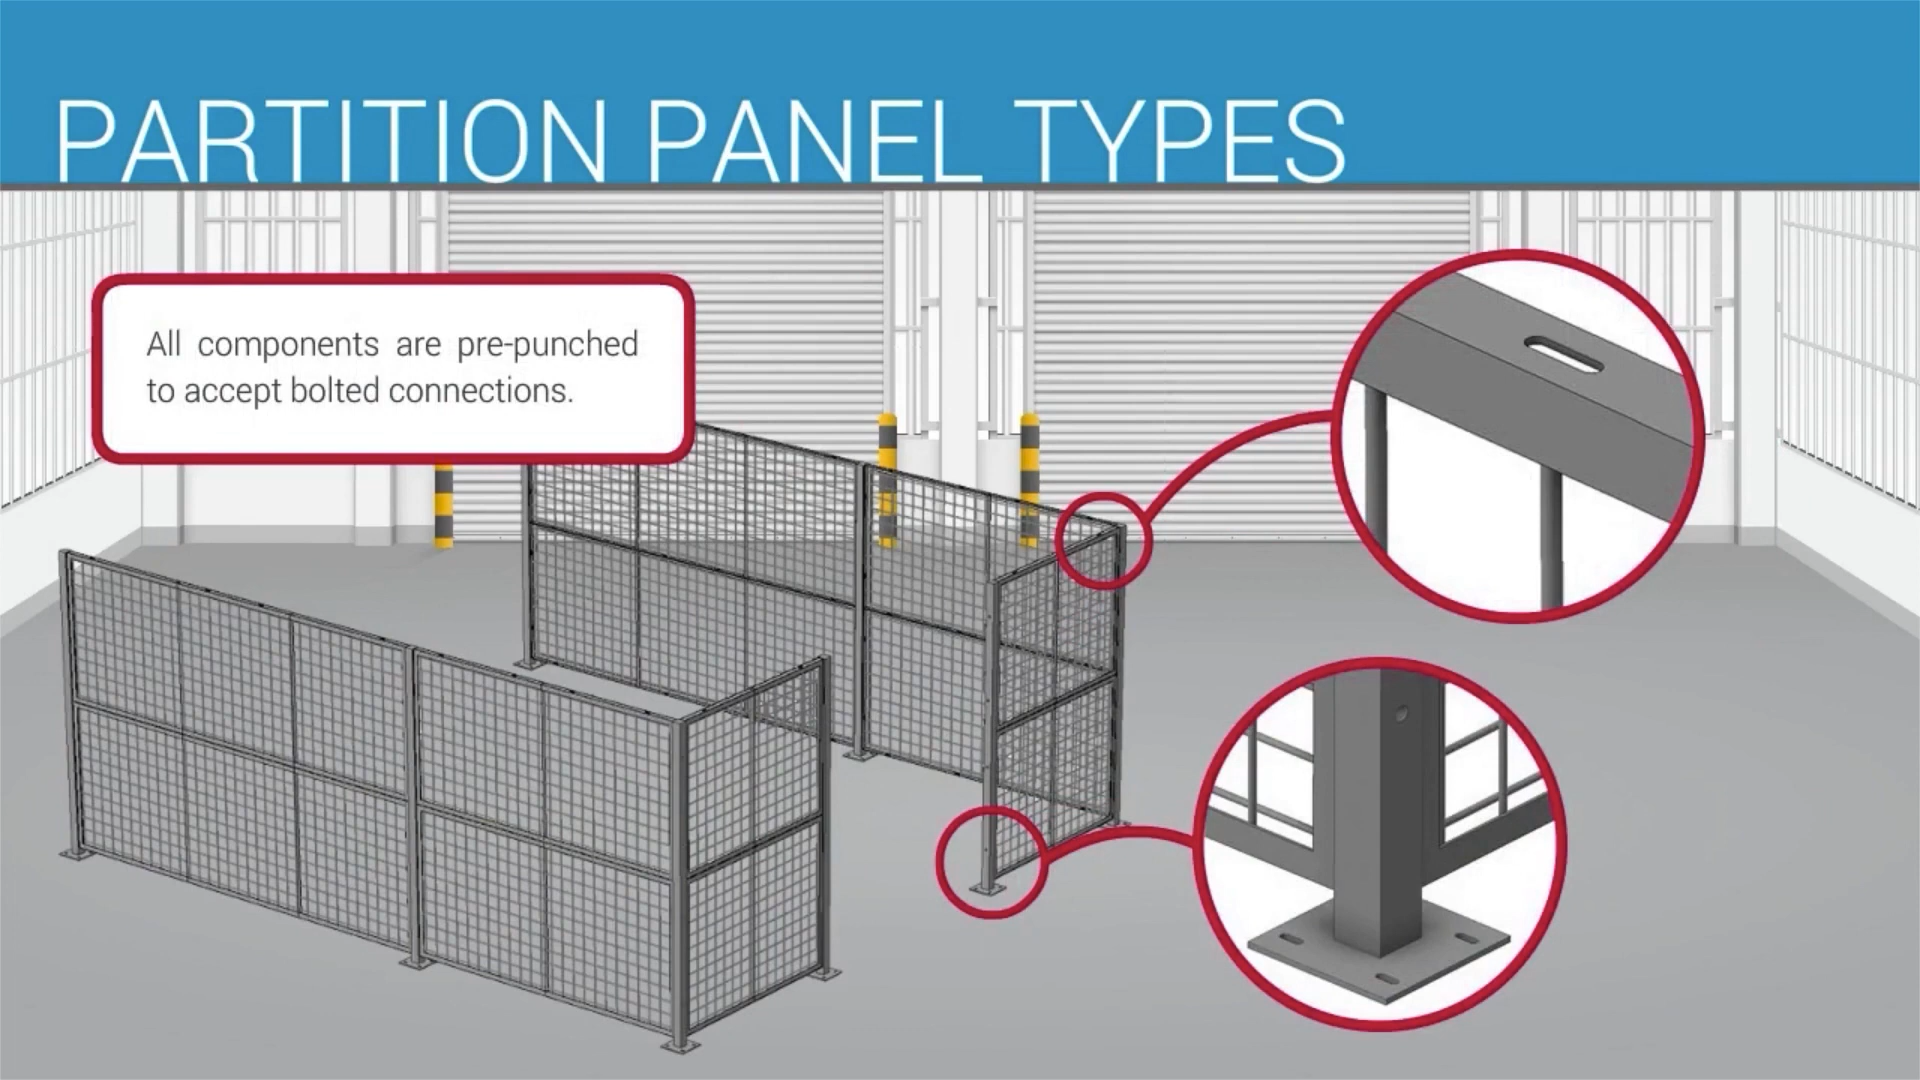 PARTITION PANEL TYPES
All components are pre-punched
to accept bolted connections.